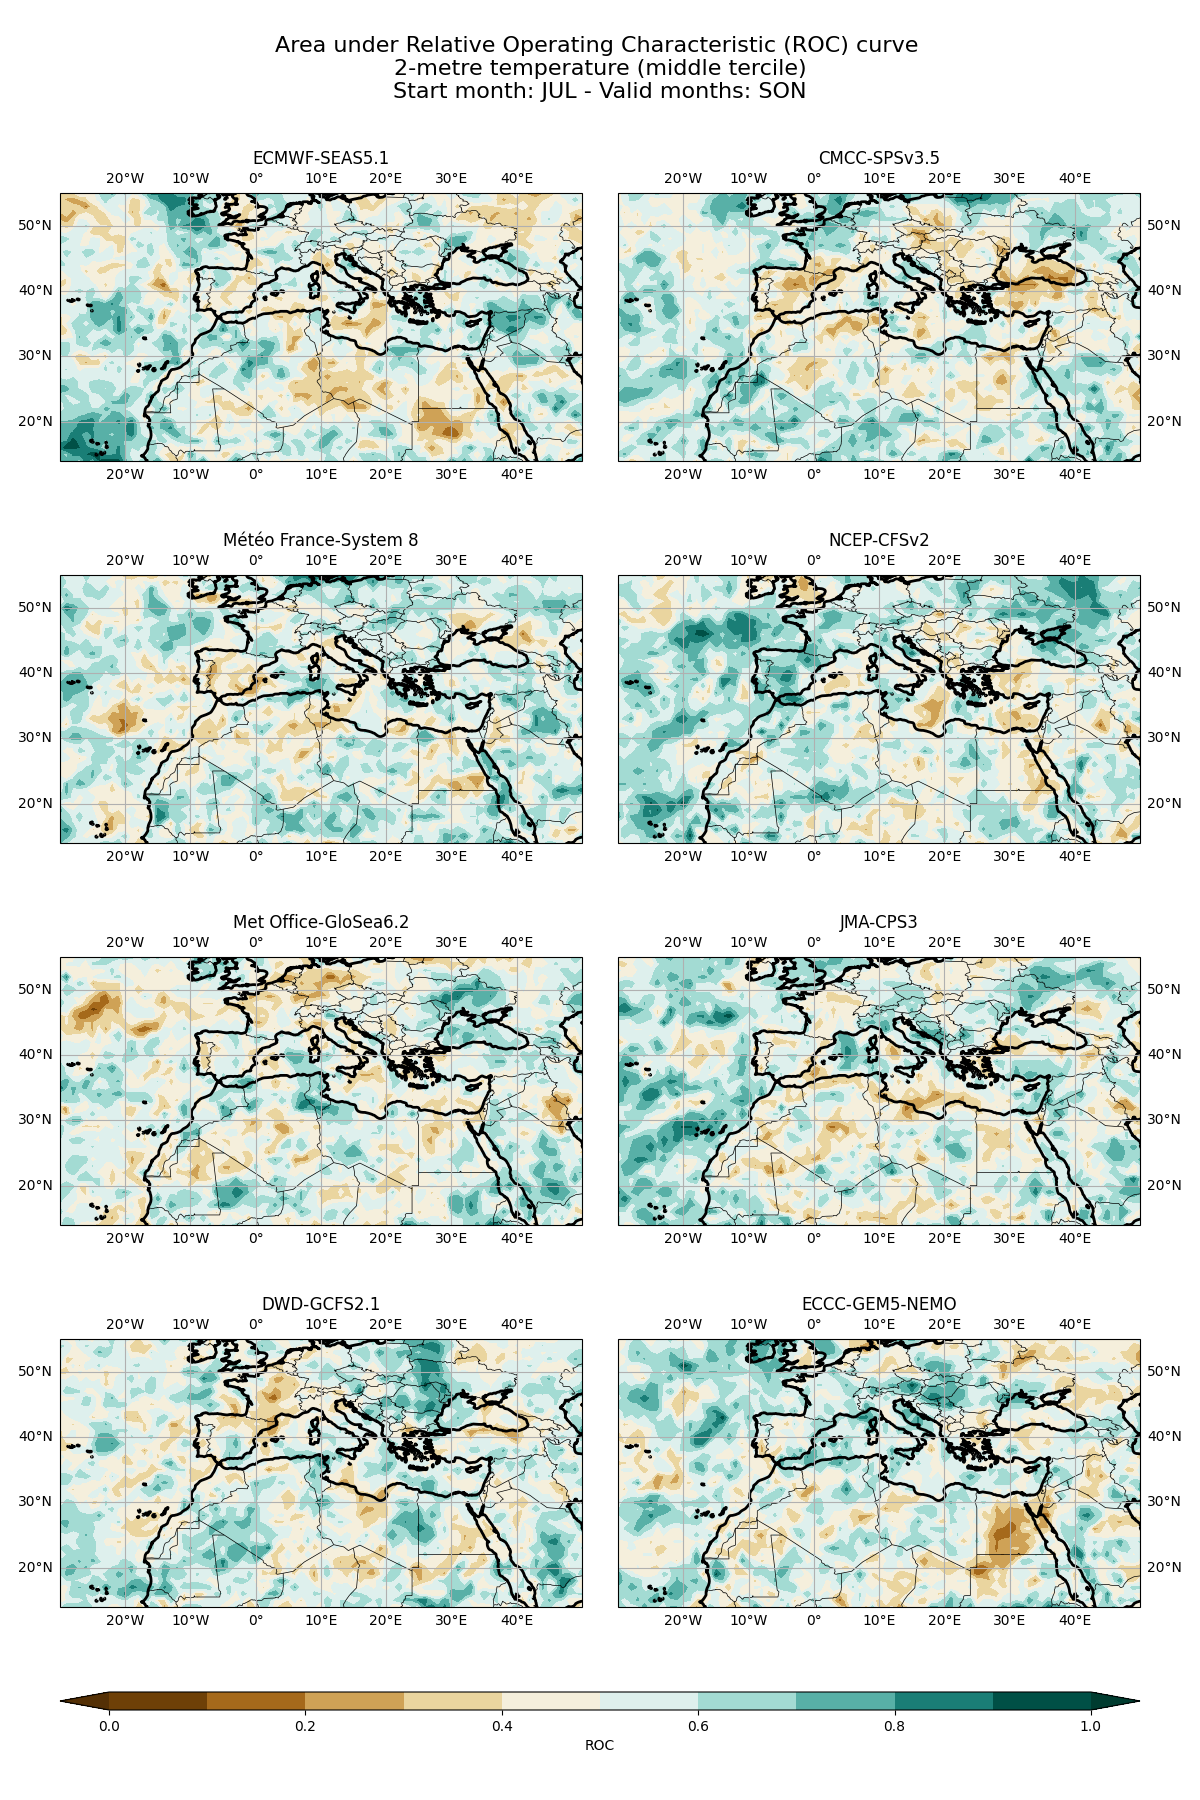 Area under Relative Operating Characteristic (ROC) curve
2-metre temperature (middle tercile)
Start month: JUL - Valid months: SON
ECMWF-SEAS5.1
20°W 10°W 0° 10°E 20°E 30°E 40°E
50°N
40°N
30°N
20°N
20°W 10°W 0° 10°E 20°E 30°E 40°E
CMCC-SPSv3.5
20°W 10°W 0° 10°E 20°E 30°E 40°E
50°N
40°N
30°N
20°N
20°W 10°W 0° 10°E 20°E 30°E 40°E
Météo France-System 8
20°W 10°W 0° 10°E 20°E 30°E 40°E
50°N
40°N
30°N
20°N
20°W 10°W 0° 10°E 20°E 30°E 40°E
NCEP-CFSv2
20°W 10°W 0° 10°E 20°E 30°E 40°E
50°N
40°N
30°N
20°N
20°W 10°W 0° 10°E 20°E 30°E 40°E
Met Office-GloSea6.2
20°W 10°W 0° 10°E 20°E 30°E 40°E
50°N
40°N
30°N
20°N
20°W 10°W 0° 10°E 20°E 30°E 40°E
JMA-CPS3
20°W 10°W 0° 10°E 20°E 30°E 40°E
50°N
40°N
30°N
20°N
20°W 10°W 0° 10°E 20°E 30°E 40°E
DWD-GCFS2.1
20°W 10°W 0° 10°E 20°E 30°E 40°E
50°N
40°N
30°N
20°N
20°W 10°W 0° 10°E 20°E 30°E 40°E
ECCC-GEM5-NEMO
20°W 10°W 0° 10°E 20°E 30°E 40°E
50°N
40°N
30°N
20°N
20°W 10°W 0° 10°E 20°E 30°E 40°E
0.0 0.2 0.4 0.6 0.8 1.0
ROC